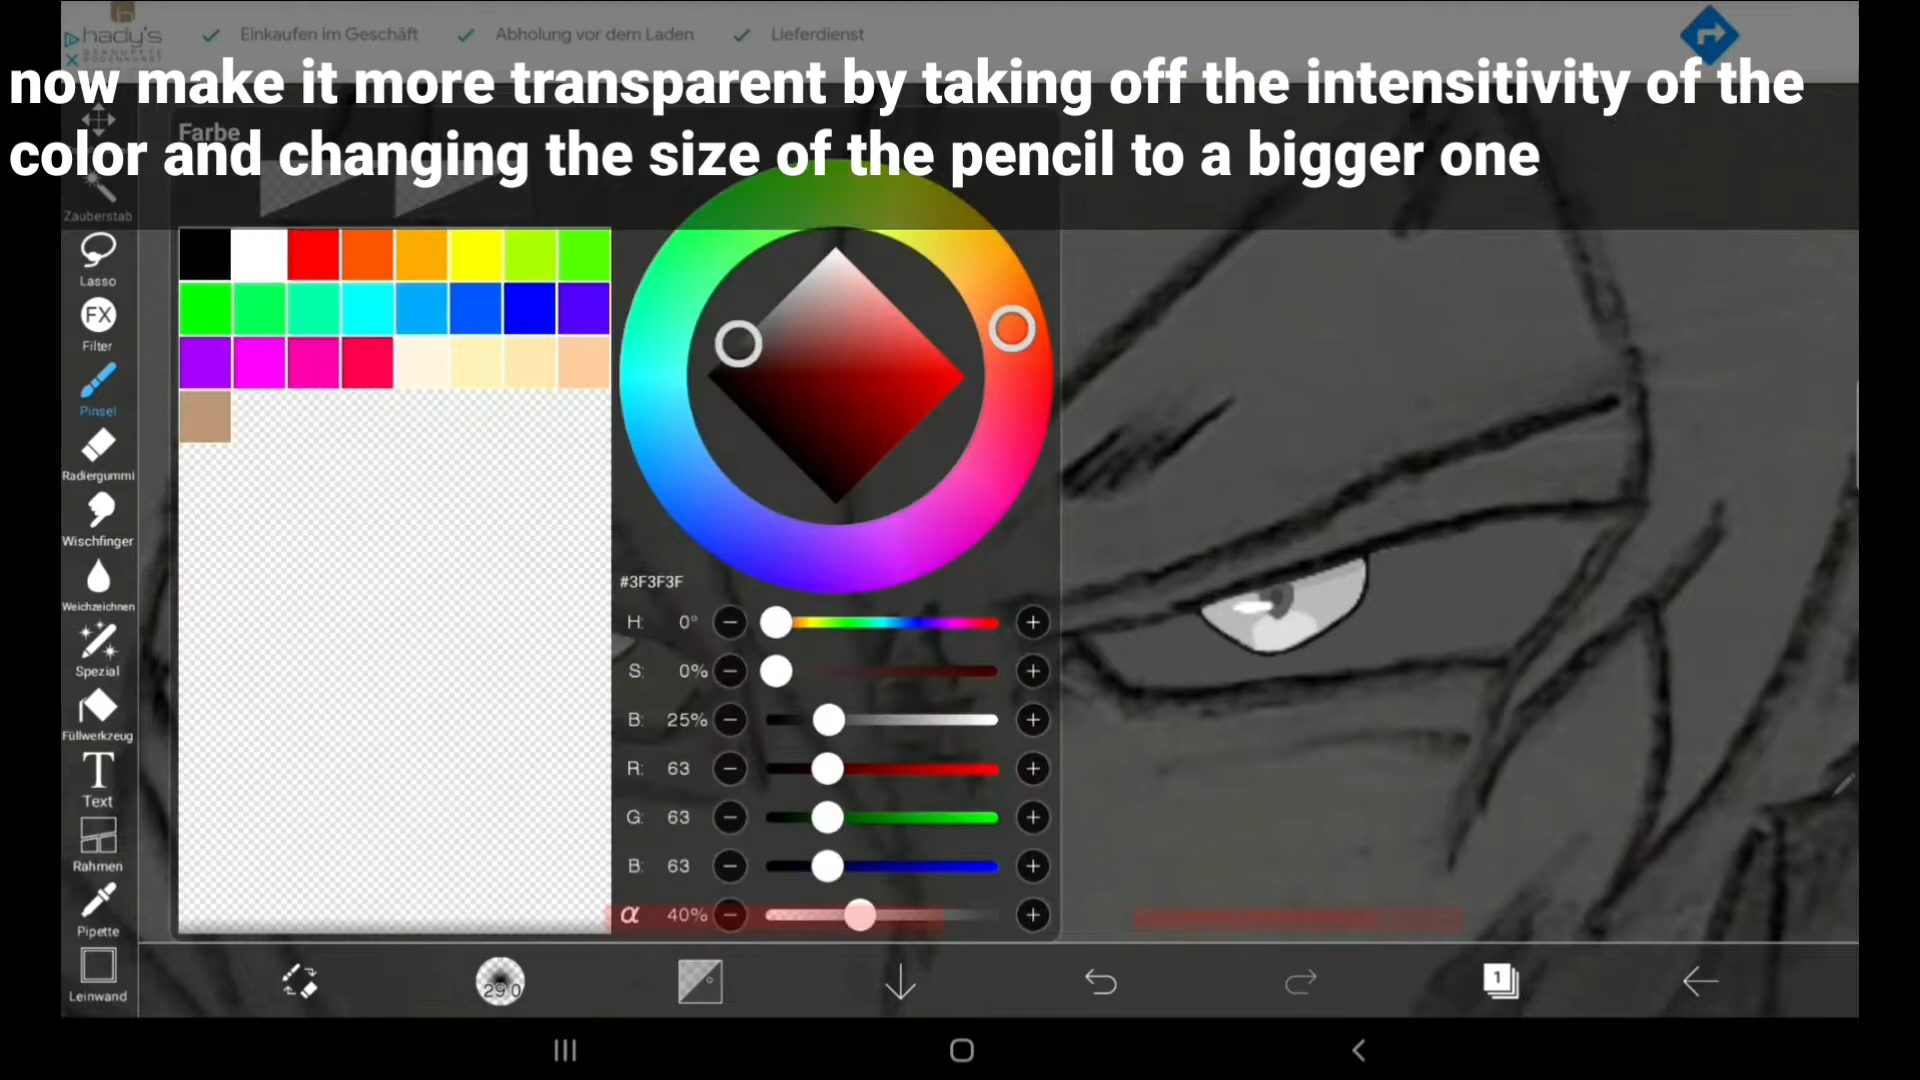 hady's
Einkaufen im Geschäft
Abholung vor dem Laden
Lieferdienst
now make it more transparent by taking off the intensitivity of the
color and changing the size of the pencil to a bigger one
Farbe
Zauberstab
Lasso
FX
Filter
Pinsel
Radiergummi
Wischfinger
Weichzeichnen
Spezial
Füllwerkzeug
T
Text
Rahmen
Pipette
Leinwand
#3F3F3F
H: 0°
S: 0%
B: 25%
R: 63
G: 63
B: 63
α 40%
29.0
1